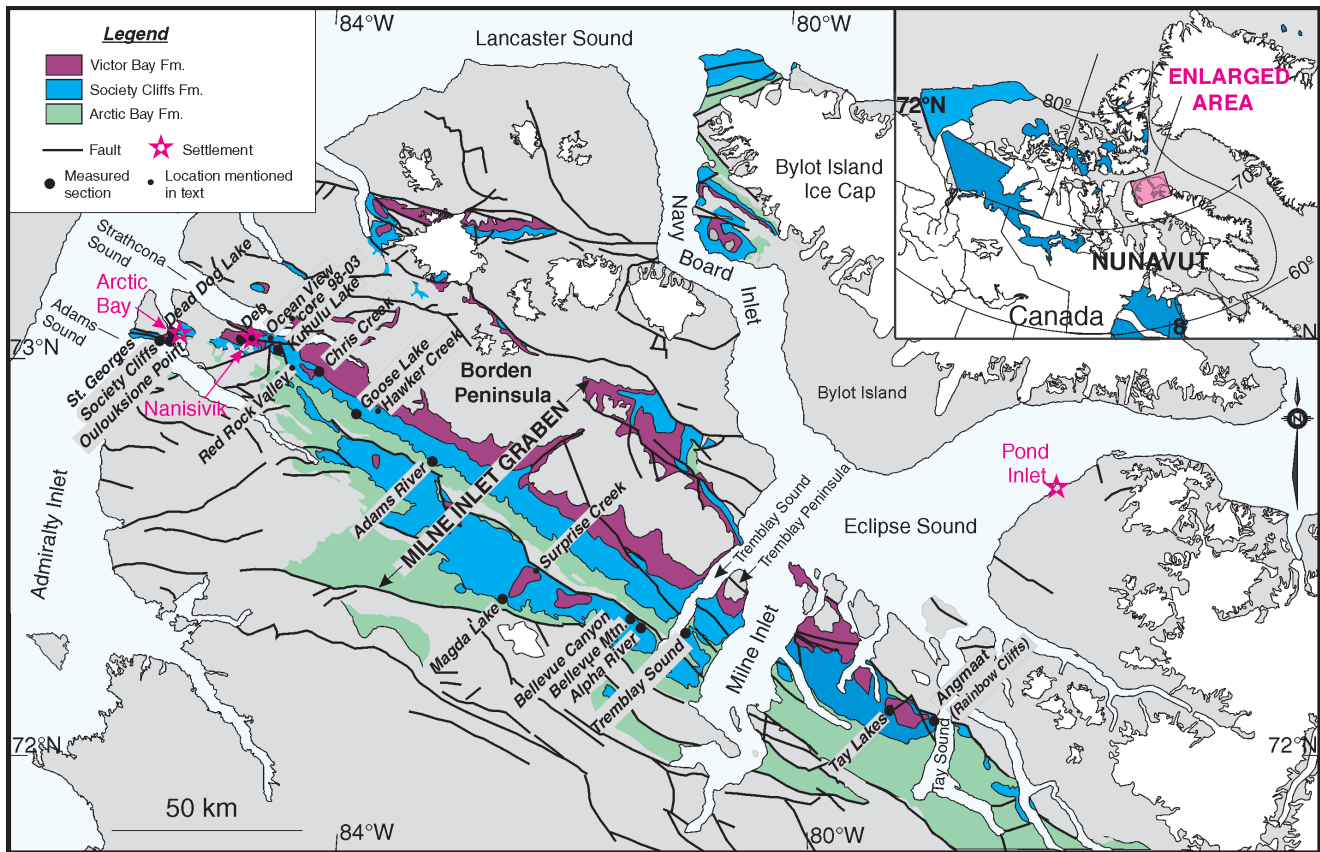 Legend
Victor Bay Fm.
Society Cliffs Fm.
Arctic Bay Fm.
Fault
Settlement
Measured
section
Location mentioned
in text
84°W
80°W
Lancaster Sound
Bylot Island
Ice Cap
Navy
Board
Inlet
72°N
80°
ENLARGED
AREA
70°
60°
NUNAVUT
Canada
8
°N
Strathcona
Sound
Adams
Sound
Arctic
Bay
Dead Dog Lake
Deb
Ocean View
core 98-03
Kuhulu Lake
Chris Creek
Goose Lake
Hawker Creek
73°N
St. Georges
Society Cliffs
Oulouksione Point
Nanisivik
Red Rock Valley
Borden
Peninsula
Bylot Island
N
MILNE INLET GRABEN
Adams River
Surprise Creek
Pond
Inlet
Tremblay Sound
Tremblay Peninsula
Eclipse Sound
Admiralty Inlet
Magda Lake
Bellevue Canyon
Bellevue Mtn.
Alpha River
Tremblay Sound
Milne Inlet
Angmaat
(Rainbow Cliffs)
Tay Lakes
Tay Sound
72°N
72°N
50 km
84°W
80°W